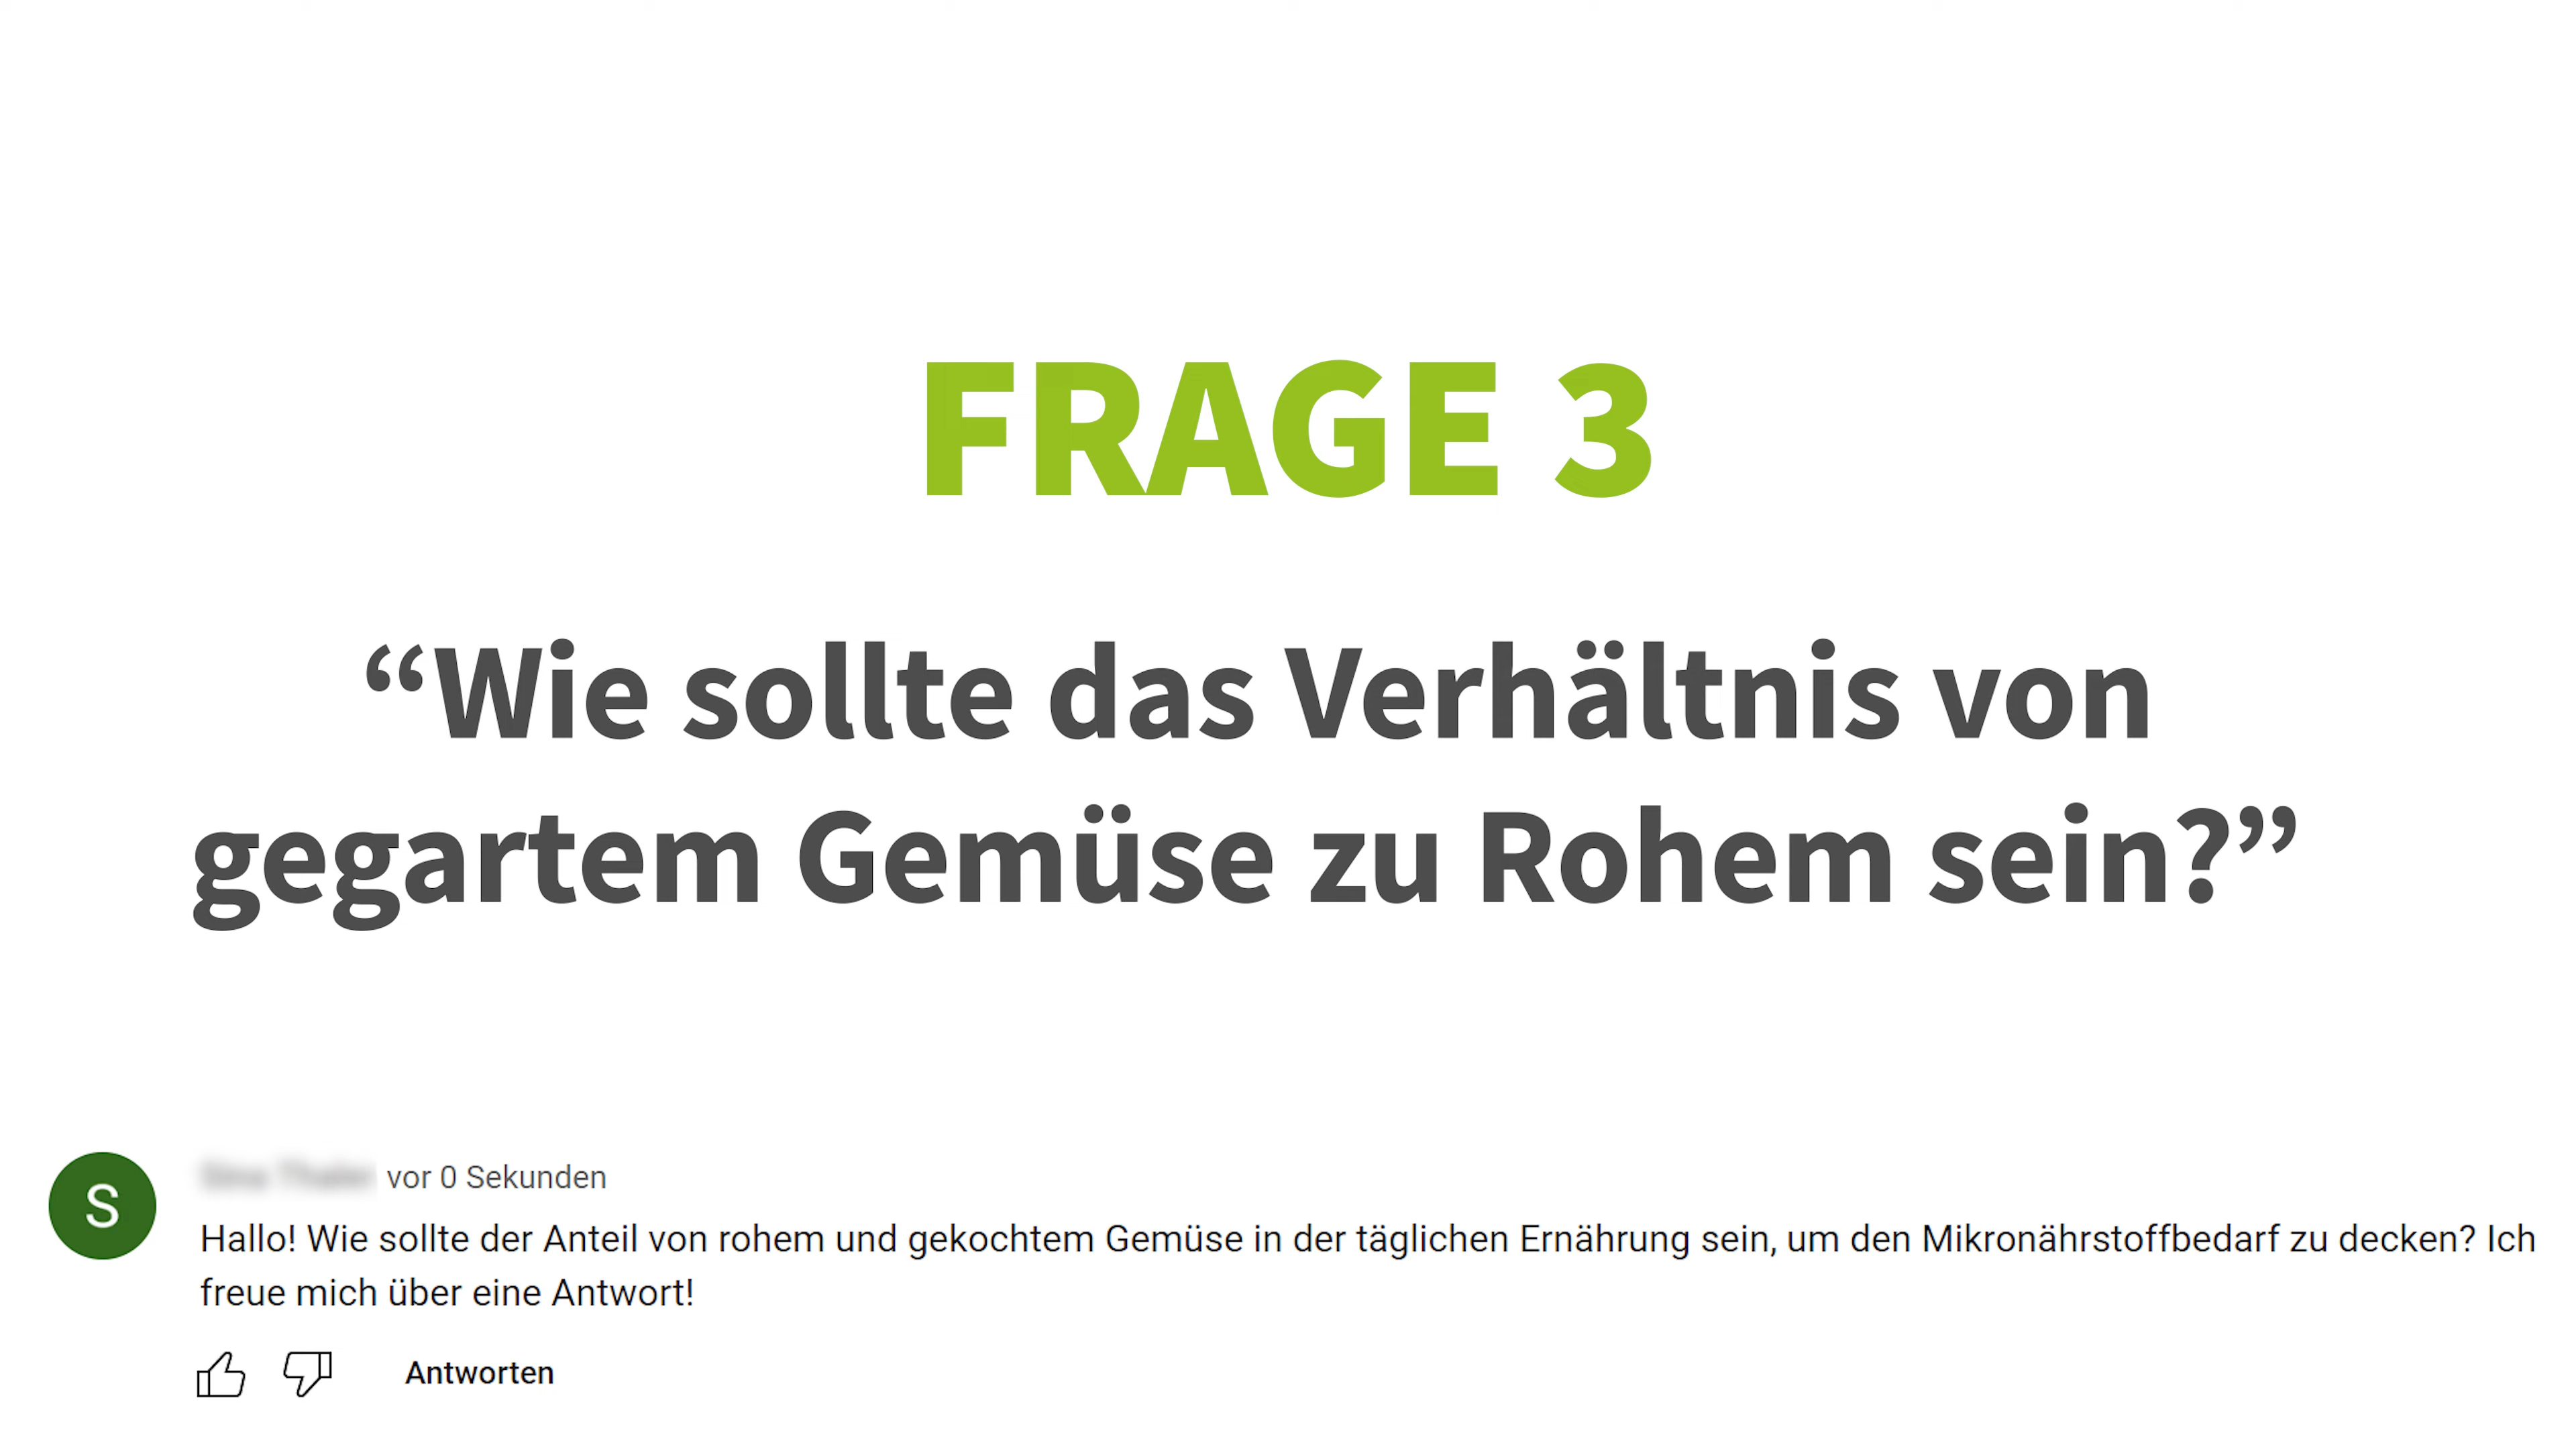 FRAGE 3
“Wie sollte das Verhältnis von
gegartem Gemüse zu Rohem sein?”
S
vor 0 Sekunden
Hallo! Wie sollte der Anteil von rohem und gekochtem Gemüse in der täglichen Ernährung sein, um den Mikronährstoffbedarf zu decken? Ich
freue mich über eine Antwort!
Antworten